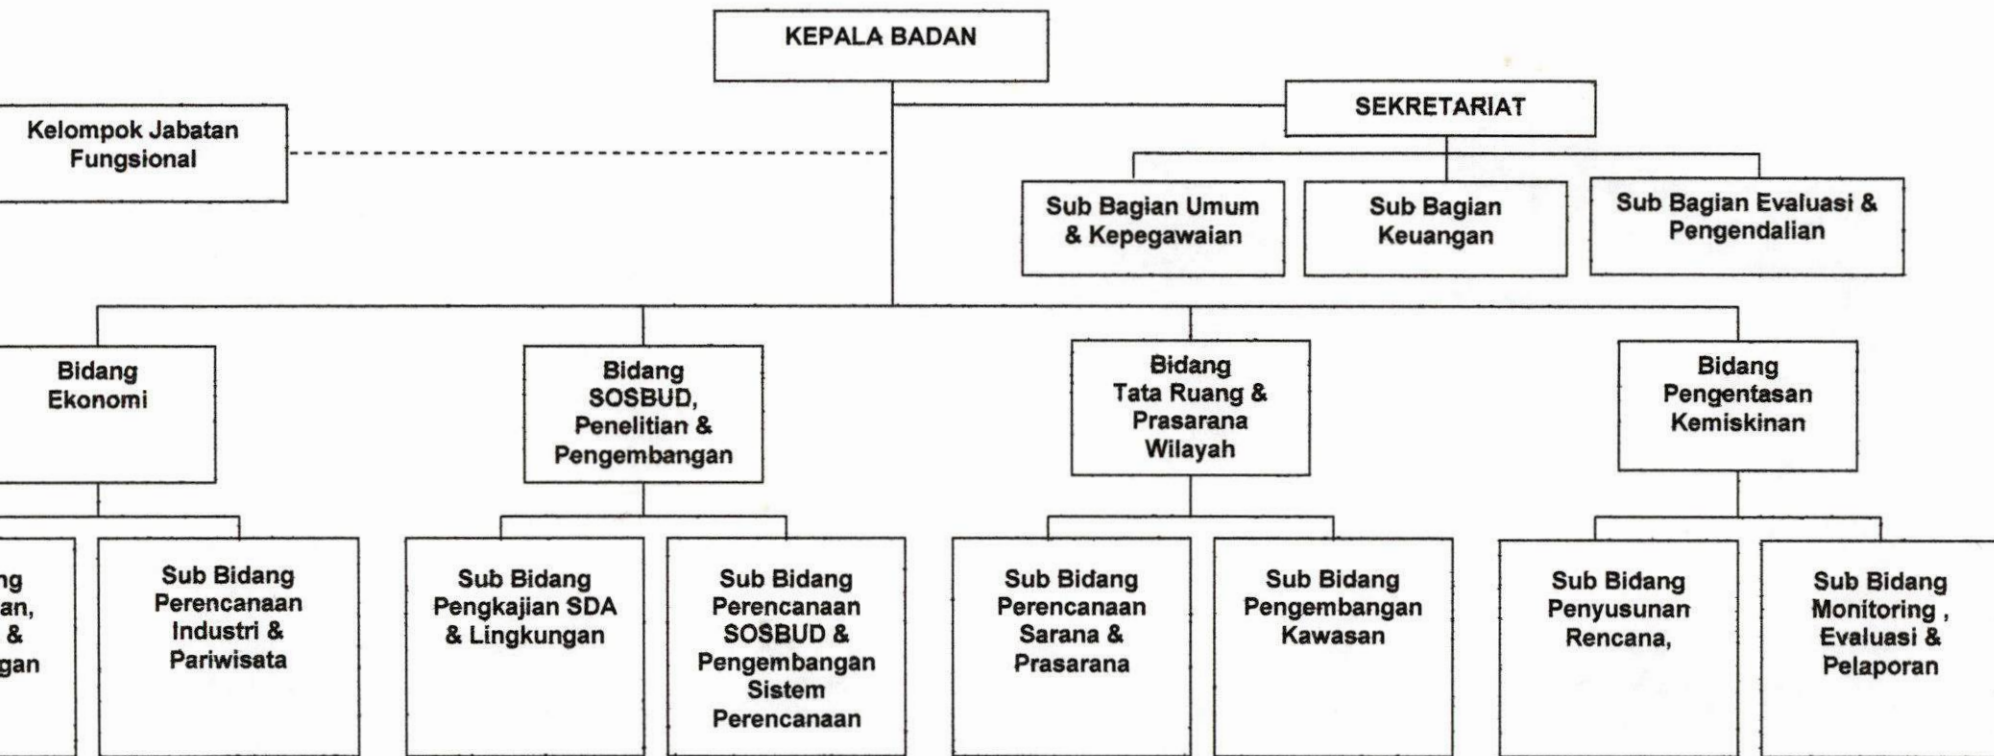 KEPALA BADAN
SEKRETARIAT
Kelompok Jabatan
Fungsional
Sub Bagian Umum
& Kepegawaian
Sub Bagian
Keuangan
Sub Bagian Evaluasi &
Pengendalian
Bidang
Ekonomi
Bidang
SOSBUD,
Penelitian &
Pengembangan
Bidang
Tata Ruang &
Prasarana
Wilayah
Bidang
Pengentasan
Kemiskinan
&
Sub Bidang
Perencanaan
Industri &
Pariwisata
Sub Bidang
Pengkajian SDA
& Lingkungan
Sub Bidang
Perencanaan
SOSBUD &
Pengembangan
Sistem
Perencanaan
Sub Bidang
Perencanaan
Sarana &
Prasarana
Sub Bidang
Pengembangan
Kawasan
Sub Bidang
Penyusunan
Rencana,
Sub Bidang
Monitoring ,
Evaluasi &
Pelaporan